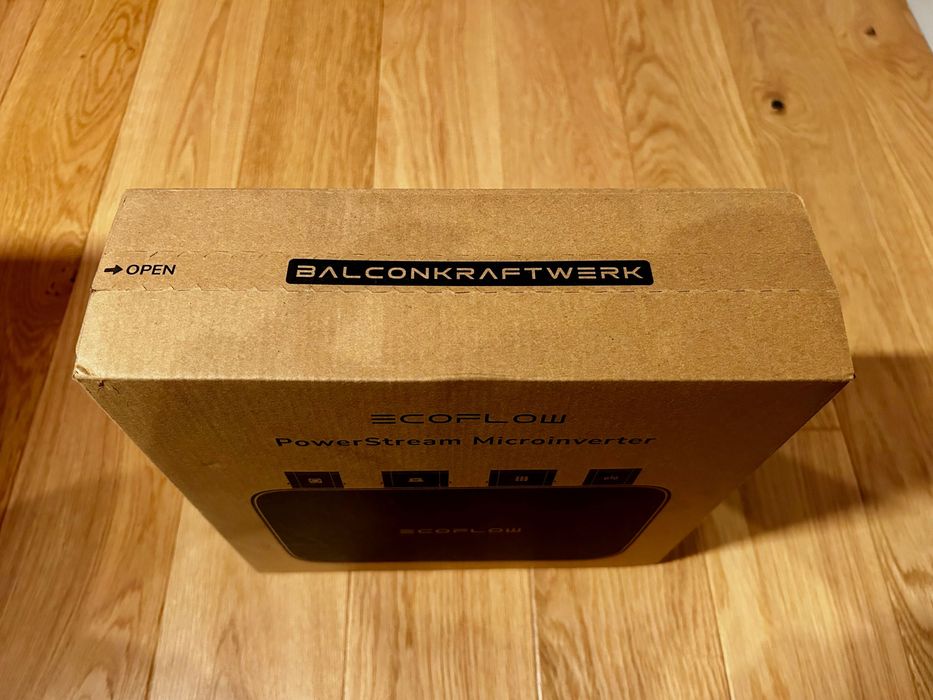 ➔ OPEN
BALCONKRAFTWERK
ECOFLOW
PowerStream Microinverter
ECOFLOW